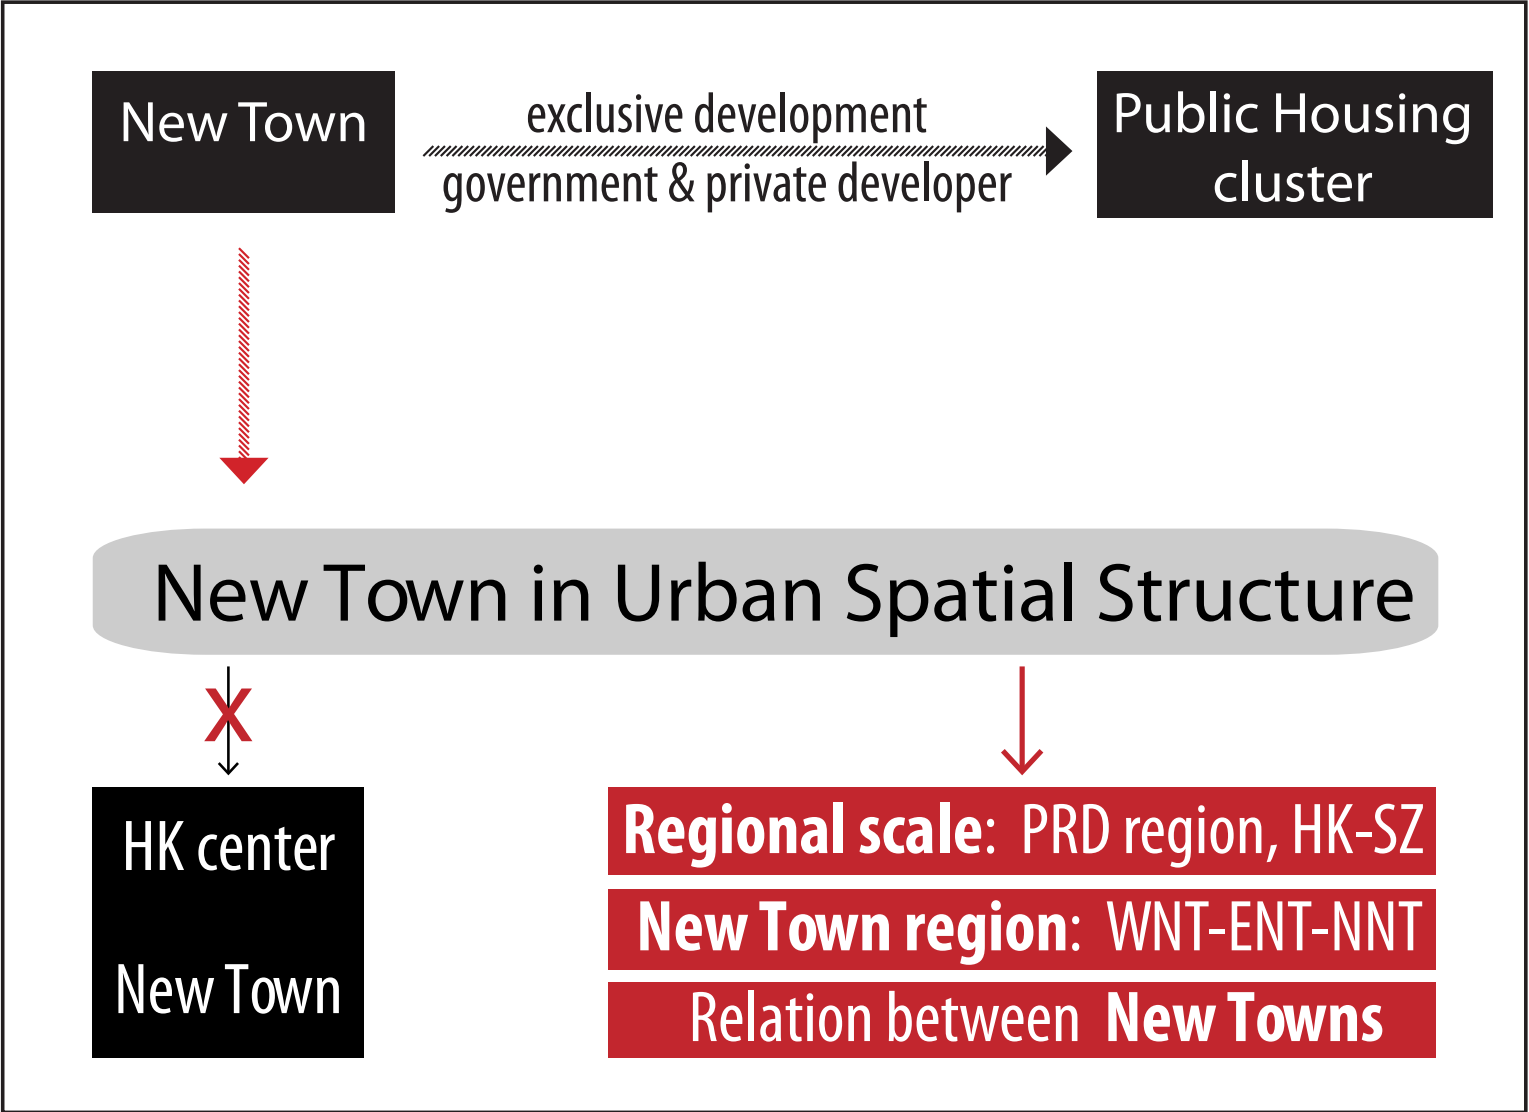 New Town
exclusive development
government & private developer
Public Housing
cluster
New Town in Urban Spatial Structure
X
HK center
New Town
Regional scale: PRD region, HK-SZ
New Town region: WNT-ENT-NNT
Relation between New Towns